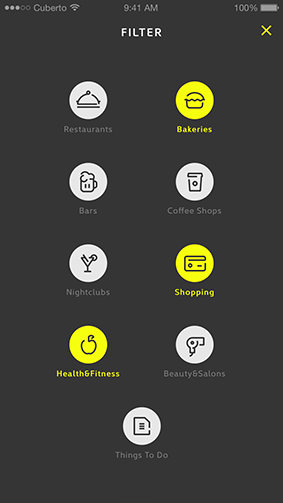 Cuberto 9:41 AM 100%
FILTER
Restaurants Bakeries
Bars Coffee Shops
Nightclubs Shopping
Health&Fitness Beauty&Salons
Things To Do